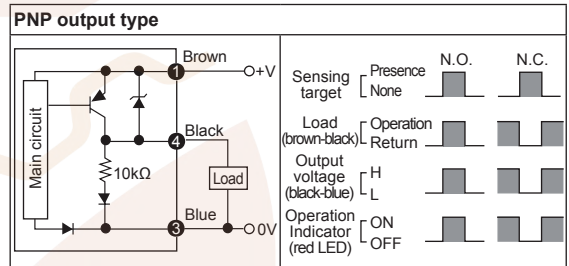 PNP output type
Main circuit
10kΩ
1
Brown
+V
4
Black
Load
3
Blue
0V
N.O.
N.C.
Sensing
target
Presence
None
Load
(brown-black)
Operation
Return
Output
voltage
(black-blue)
H
L
Operation
Indicator
(red LED)
ON
OFF